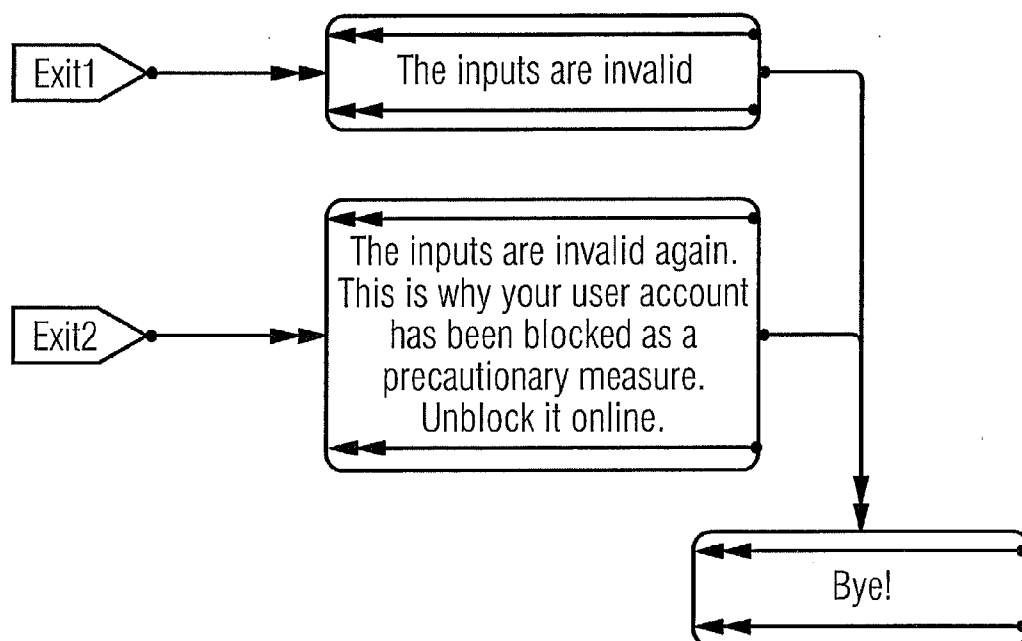 Exit1
The inputs are invalid
Exit2
The inputs are invalid again.
This is why your user account
has been blocked as a
precautionary measure.
Unblock it online.
Bye!